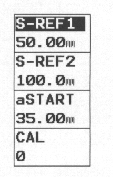 S-REF1
50.00mm
S-REF2
100.0mm
aSTART
35.00mm
CAL
0